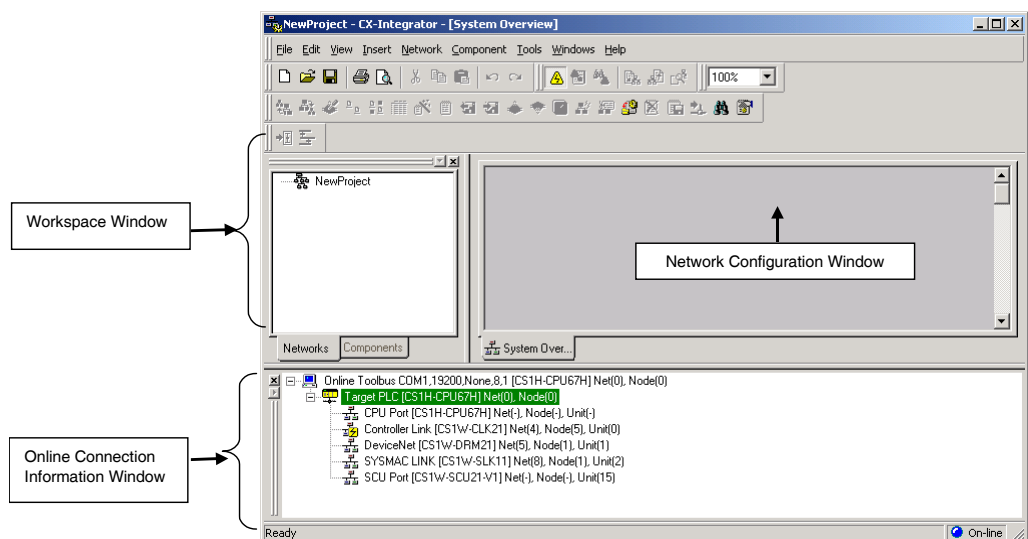 NewProject - CX-Integrator - [System Overview]
File Edit View Insert Network Component Tools Windows Help
100%
NewProject
Workspace Window
Network Configuration Window
Networks Components
System Over...
Online Toolbus COM1,19200,None,8,1 [CS1H-CPU67H] Net(0), Node(0)
Target PLC [CS1H-CPU67H] Net(0), Node(0)
CPU Port [CS1H-CPU67H] Net(-), Node(-), Unit(-)
Controller Link [CS1W-CLK21] Net(4), Node(5), Unit(0)
DeviceNet [CS1W-DRM21] Net(5), Node(1), Unit(1)
SYSMAC LINK [CS1W-SLK11] Net(8), Node(1), Unit(2)
SCU Port [CS1W-SCU21-V1] Net(-), Node(-), Unit(15)
Online Connection
Information Window
Ready
On-line